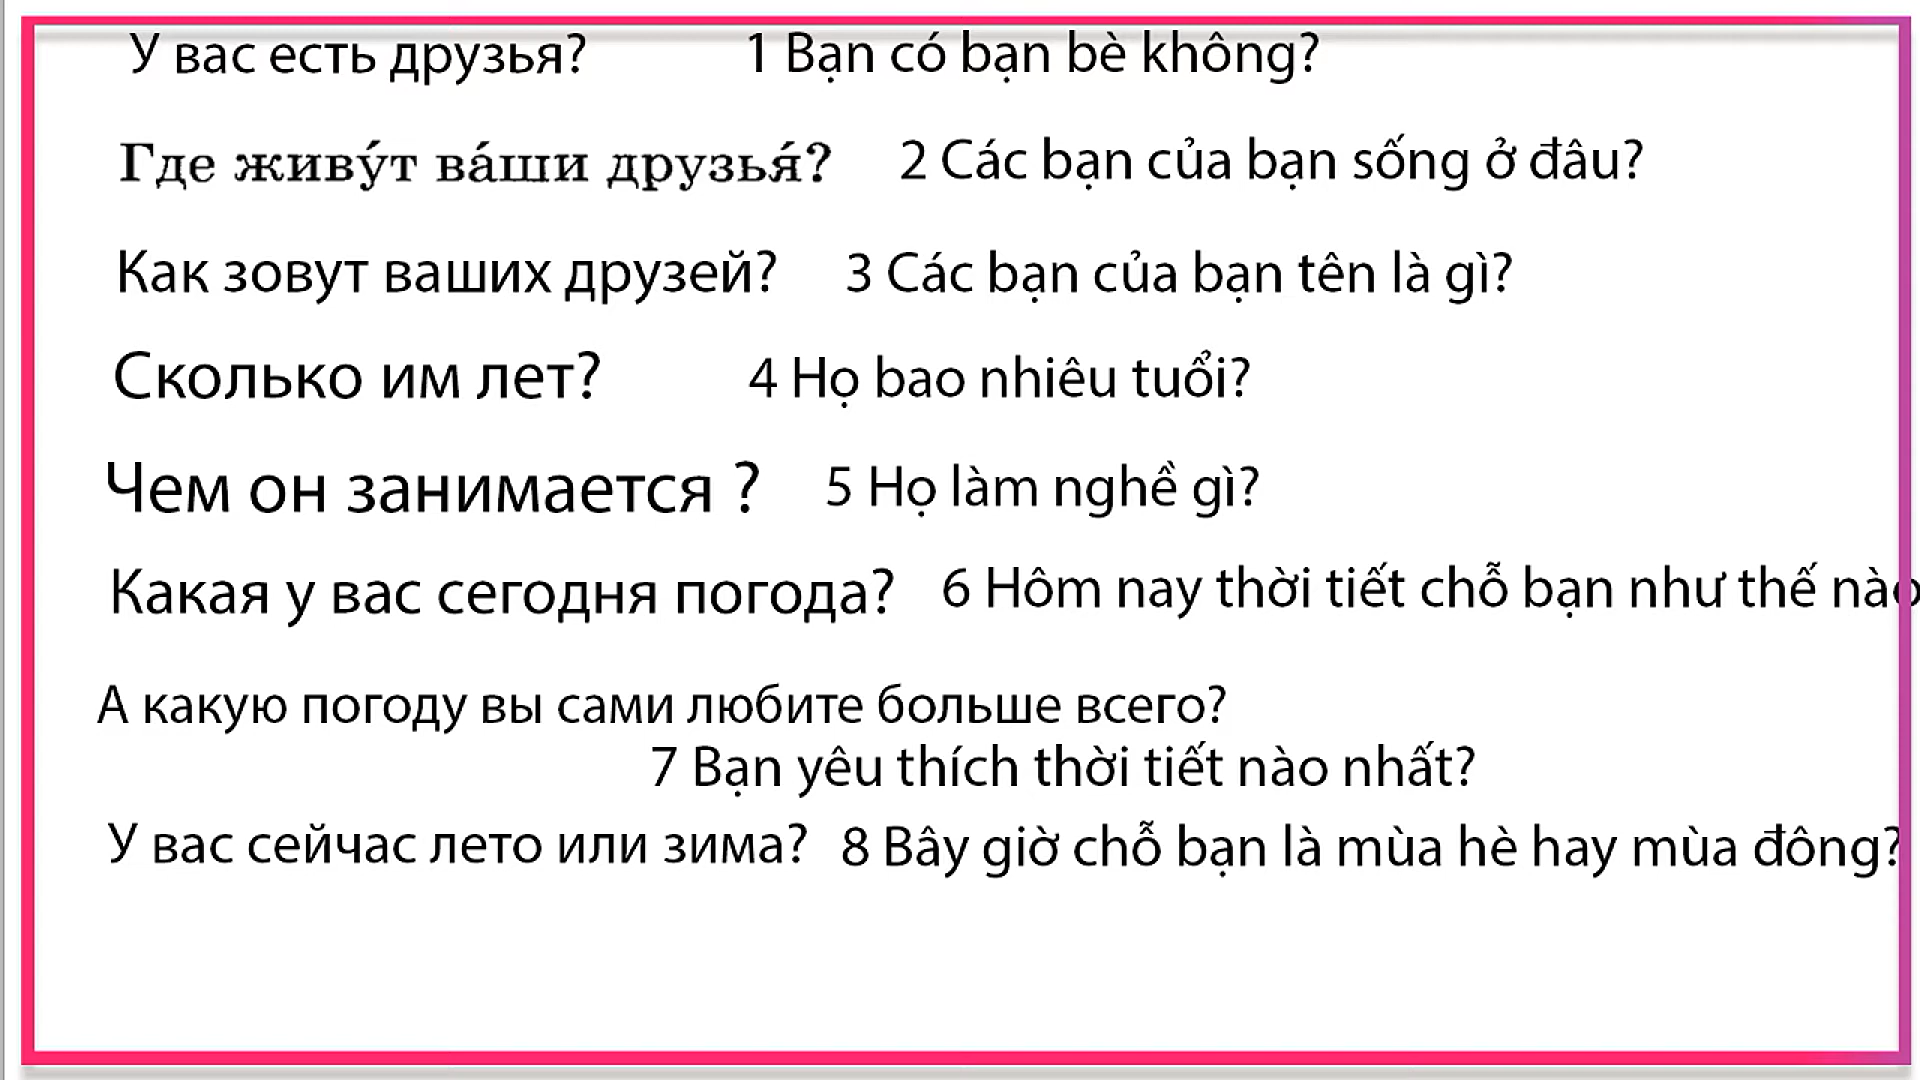 У вас есть друзья? 1 Bạn có bạn bè không?
Где живу́т ва́ши друзья́? 2 Các bạn của bạn sống ở đâu?
Как зовут ваших друзей? 3 Các bạn của bạn tên là gì?
Сколько им лет? 4 Họ bao nhiêu tuổi?
Чем он занимается ? 5 Họ làm nghề gì?
Какая у вас сегодня погода? 6 Hôm nay thời tiết chỗ bạn như thế nào
А какую погоду вы сами любите больше всего?
7 Bạn yêu thích thời tiết nào nhất?
У вас сейчас лето или зима? 8 Bây giờ chỗ bạn là mùa hè hay mùa đông?